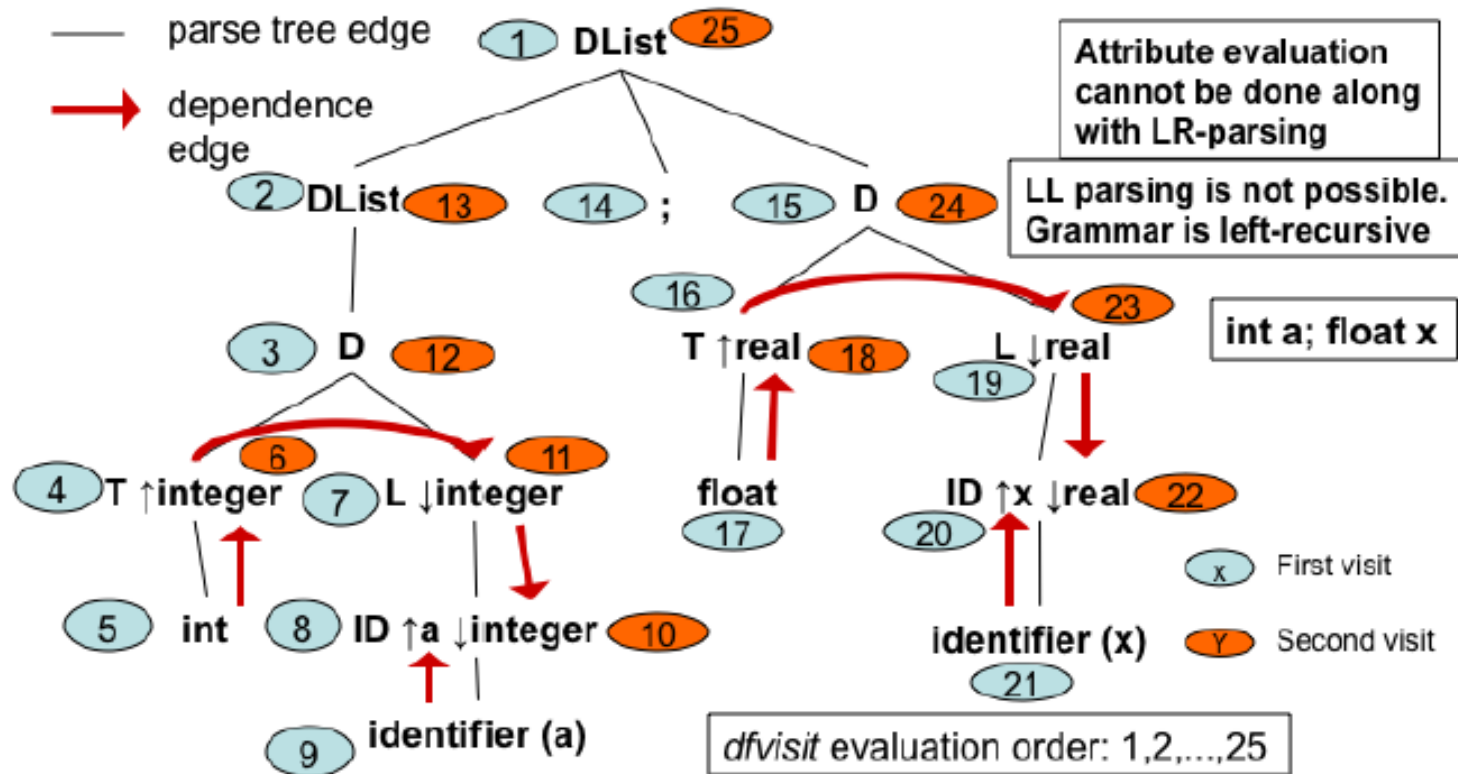 parse tree edge
dependence
edge
1 DList 25
Attribute evaluation
cannot be done along
with LR-parsing
2 DList 13
14 ;
15 D 24
LL parsing is not possible.
Grammar is left-recursive
3 D 12
16
T ↑real 18
23
L ↓real
19
int a; float x
4 T ↑integer 6
7 L ↓integer 11
float
17
ID ↑x ↓real 22
20
x First visit
5 int
8 ID ↑a ↓integer 10
identifier (x)
21
Y Second visit
9 identifier (a)
dfvisit evaluation order: 1,2,...,25